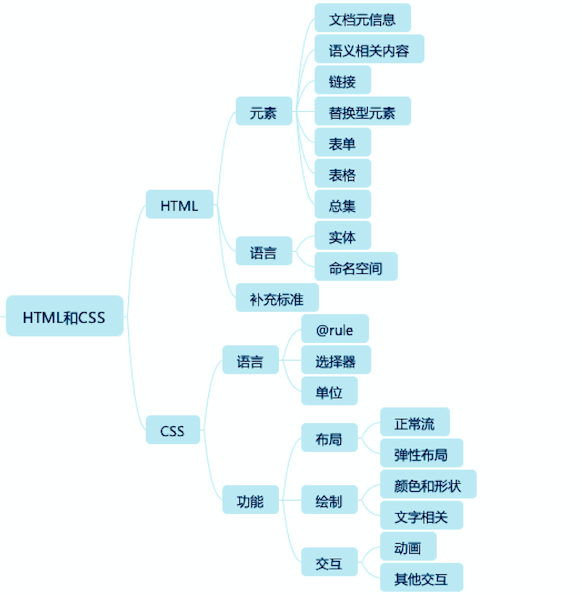 HTML和CSS
HTML
元素
文档元信息
语义相关内容
链接
替换型元素
表单
表格
总集
语言
实体
命名空间
补充标准
CSS
语言
@rule
选择器
单位
功能
布局
正常流
弹性布局
绘制
颜色和形状
文字相关
交互
动画
其他交互